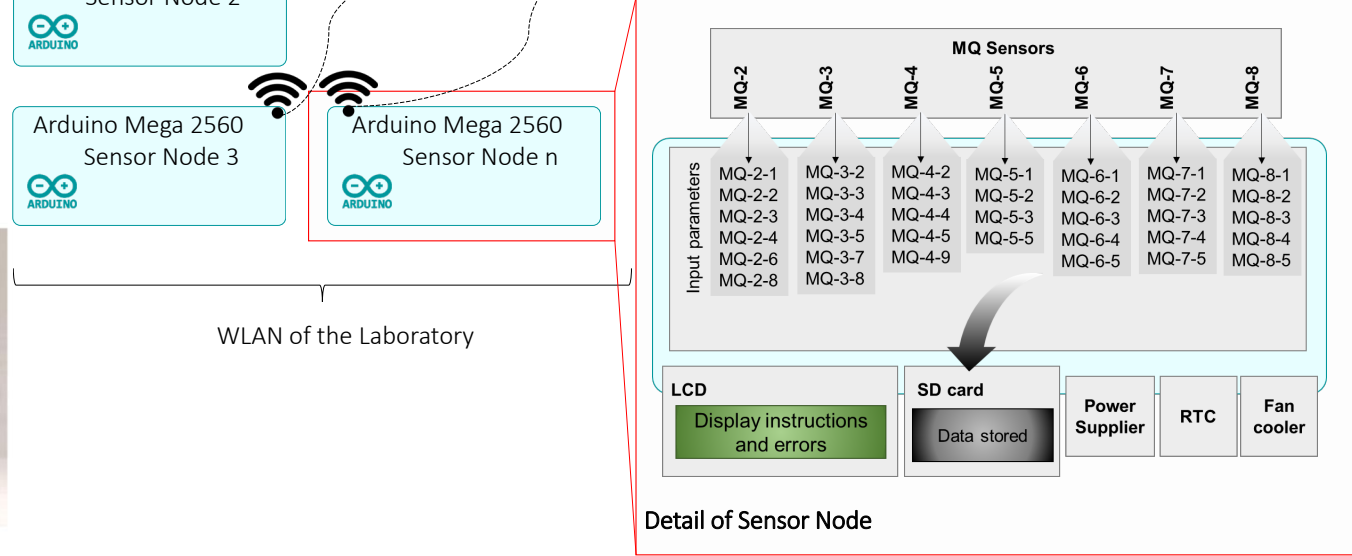 Sensor Node 2
ARDUINO
Arduino Mega 2560
Sensor Node 3
ARDUINO
Arduino Mega 2560
Sensor Node n
ARDUINO
WLAN of the Laboratory
MQ Sensors
MQ-2
MQ-3
MQ-4
MQ-5
MQ-6
MQ-7
MQ-8
Input parameters
MQ-2-1
MQ-2-2
MQ-2-3
MQ-2-4
MQ-2-6
MQ-2-8
MQ-3-2
MQ-3-3
MQ-3-4
MQ-3-5
MQ-3-7
MQ-3-8
MQ-4-2
MQ-4-3
MQ-4-4
MQ-4-5
MQ-4-9
MQ-5-1
MQ-5-2
MQ-5-3
MQ-5-5
MQ-6-1
MQ-6-2
MQ-6-3
MQ-6-4
MQ-6-5
MQ-7-1
MQ-7-2
MQ-7-3
MQ-7-4
MQ-7-5
MQ-8-1
MQ-8-2
MQ-8-3
MQ-8-4
MQ-8-5
LCD
Display instructions
and errors
SD card
Data stored
Power
Supplier
RTC
Fan
cooler
Detail of Sensor Node